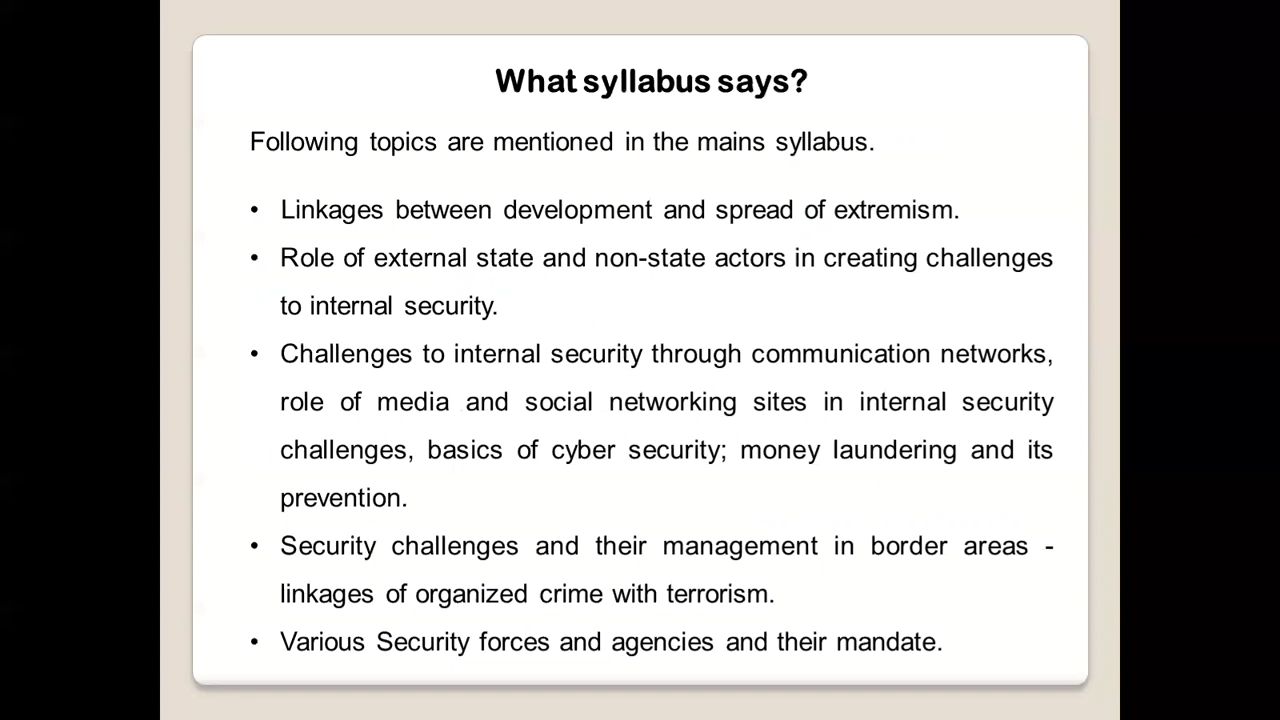 What syllabus says?
Following topics are mentioned in the mains syllabus.
• Linkages between development and spread of extremism.
• Role of external state and non-state actors in creating challenges
to internal security.
• Challenges to internal security through communication networks,
role of media and social networking sites in internal security
challenges, basics of cyber security; money laundering and its
prevention.
• Security challenges and their management in border areas -
linkages of organized crime with terrorism.
• Various Security forces and agencies and their mandate.